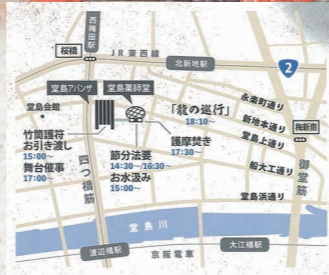 西梅田駅
桜橋
JR東西線
北新地駅
2
堂島アバンザ
堂島薬師堂
堂島会館
「龍の巡行」
18:10～
永楽町通り
新地本通り
堂島上通り
梅新南
竹筒護符
お引き渡し
15:00～
舞台催事
17:00～
四つ橋筋
節分法要
14:30～/16:30～
お水汲み
15:00～
護摩焚き
17:30～
船大工通り
御堂筋
堂島浜通り
堂島川
渡辺橋駅
京阪電車
大江橋駅